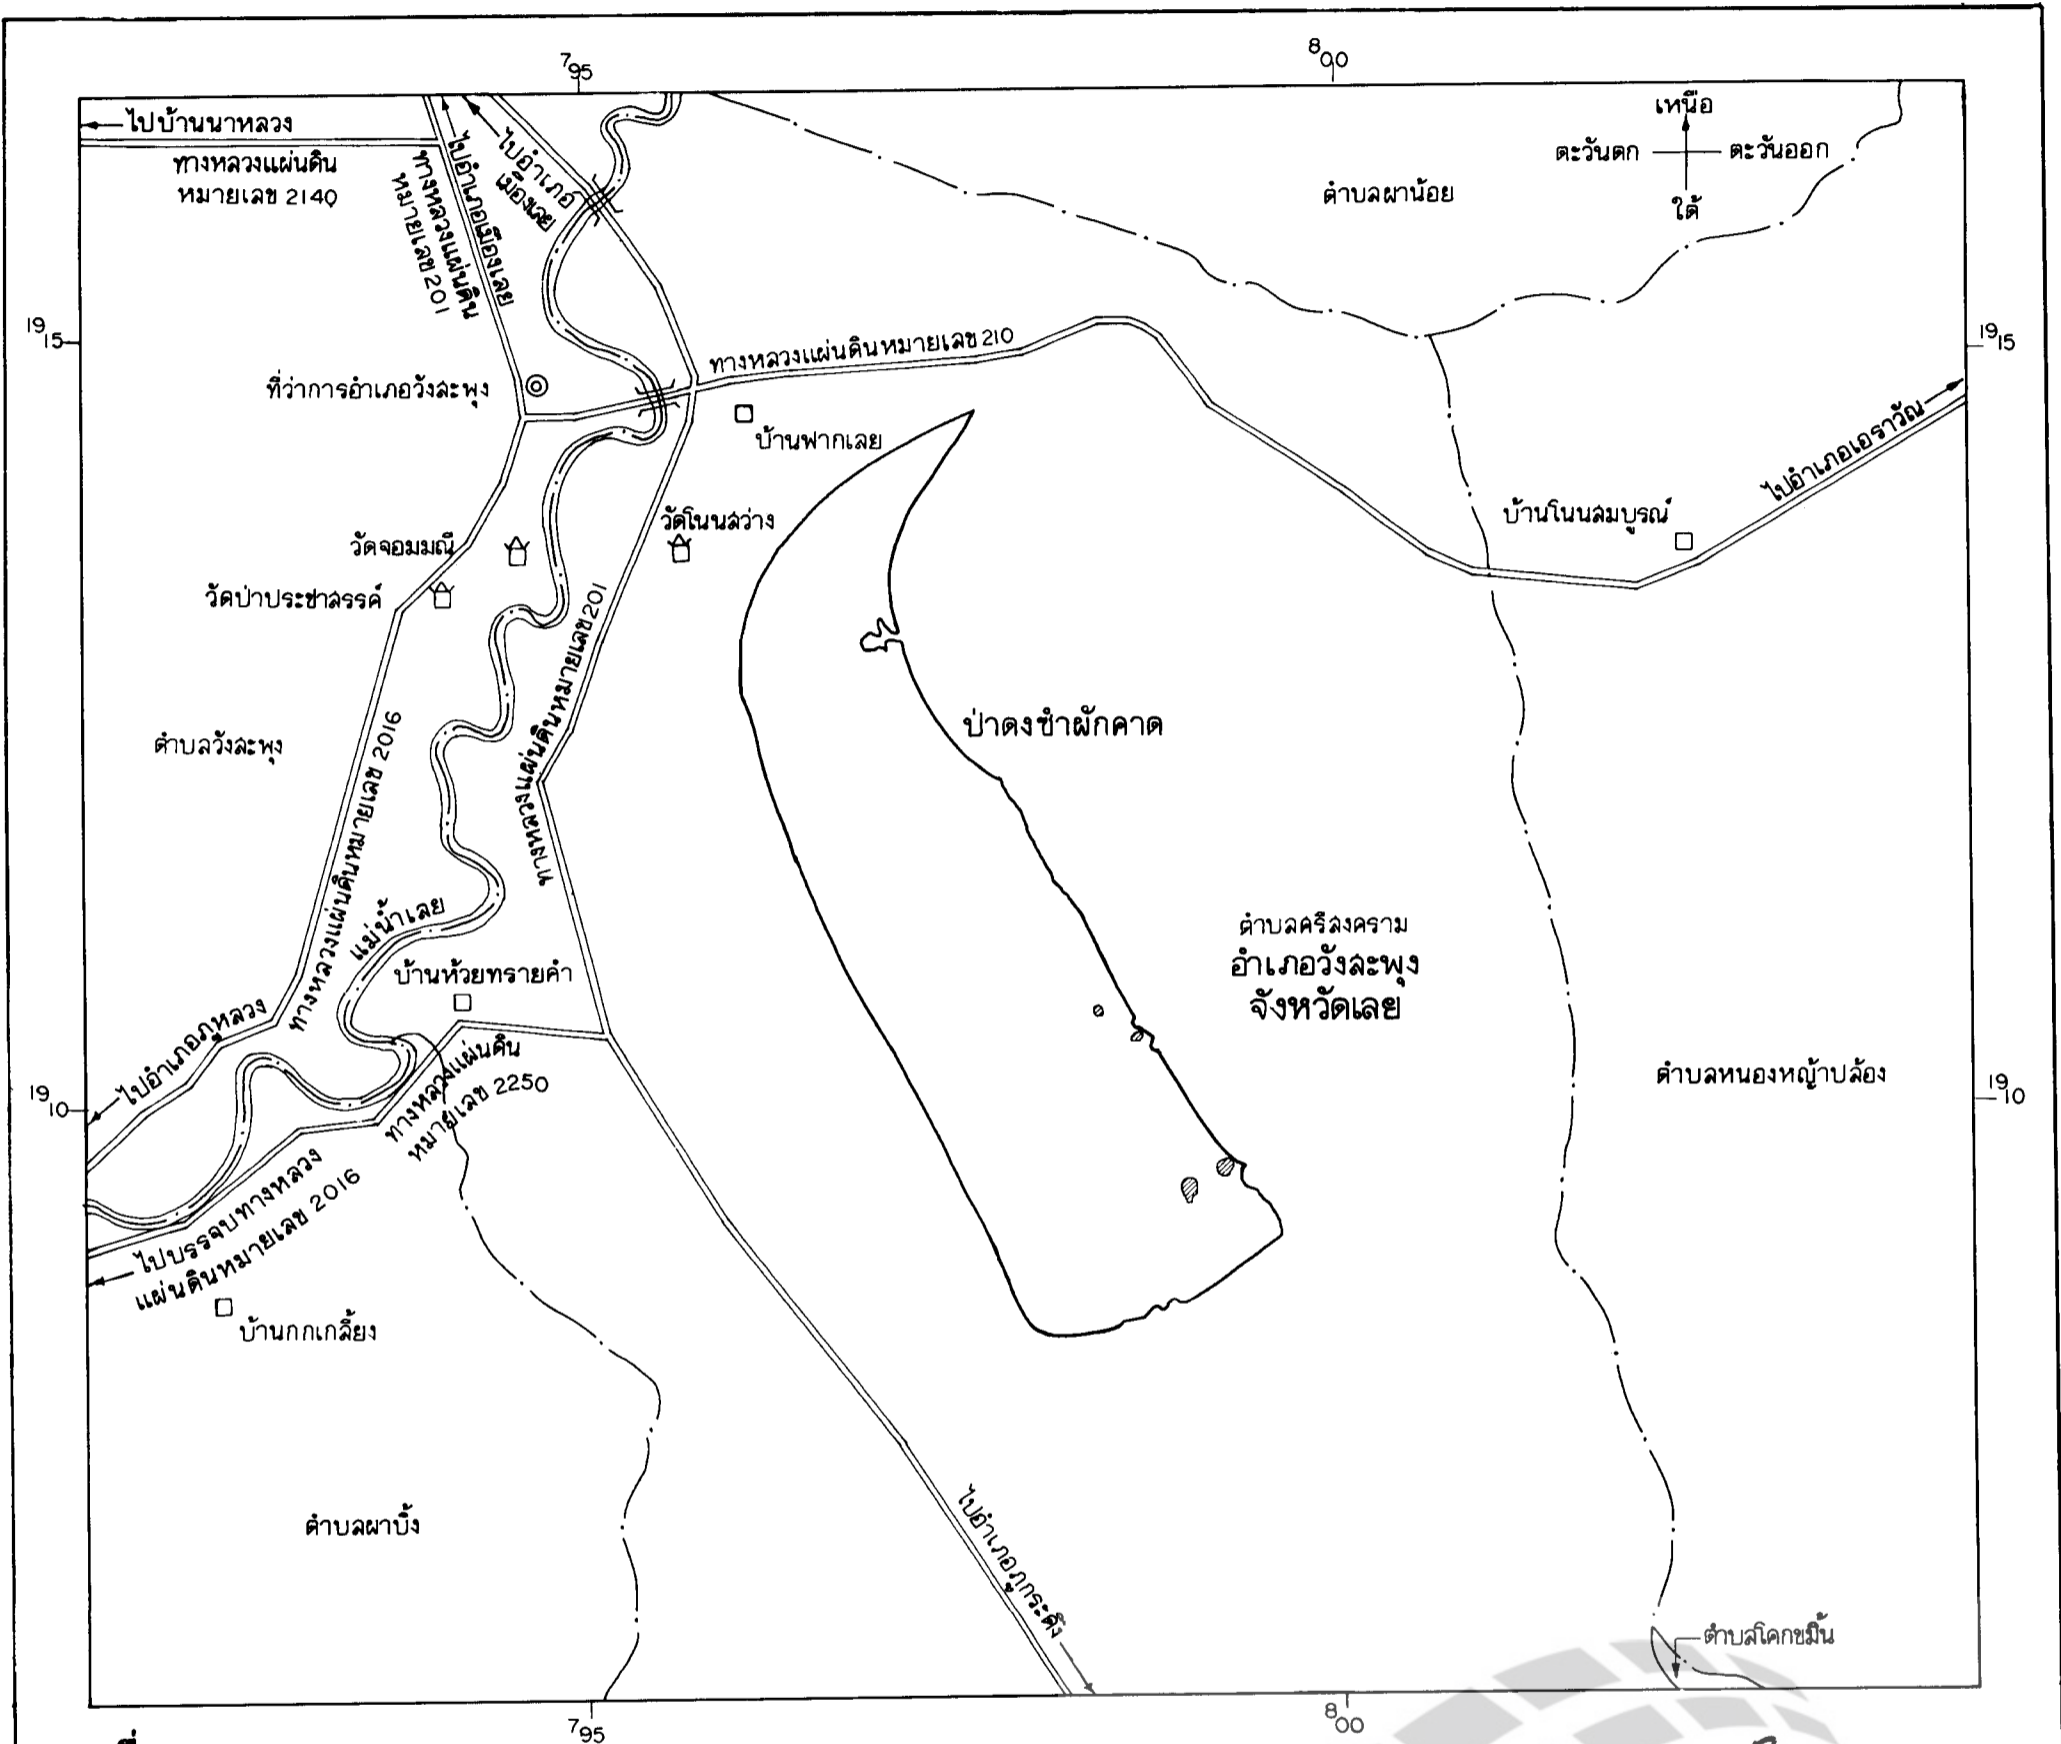 795
800
ไปบ้านนาหลวง
ทางหลวงแผ่นดิน
หมายเลข 2140
ไปอำเภอเมืองเลย
ทางหลวงแผ่นดิน
หมายเลข 201
ไปอำเภอ
เมืองเลย
ตำบลผาน้อย
เหนือ
ตะวันตก
ตะวันออก
ใต้
1915
1915
ทางหลวงแผ่นดินหมายเลข 210
ที่ว่าการอำเภอวังสะพุง
บ้านฟากเลย
ไปอำเภอเอราวัณ
บ้านโนนสมบูรณ์
วัดโนนสว่าง
วัดจอมมณี
วัดป่าประชาสรรค์
ทางหลวงแผ่นดินหมายเลข 201
ป่าดงซำผักคาด
ตำบลวังสะพุง
ทางหลวงแผ่นดินหมายเลข 2016
แม่น้ำเลย
ตำบลศรีสงคราม
อำเภอวังสะพุง
จังหวัดเลย
บ้านห้วยทรายคำ
ไปอำเภอภูหลวง
ทางหลวงแผ่นดิน
หมายเลข 2250
ตำบลหนองหญ้าปล้อง
1910
1910
ไปบรรจบทางหลวง
แผ่นดินหมายเลข 2016
บ้านกกเกลี้ยง
ตำบลผาบิ้ง
ไปอำเภอภูกระดึง
ตำบลโคกขมิ้น
795
800